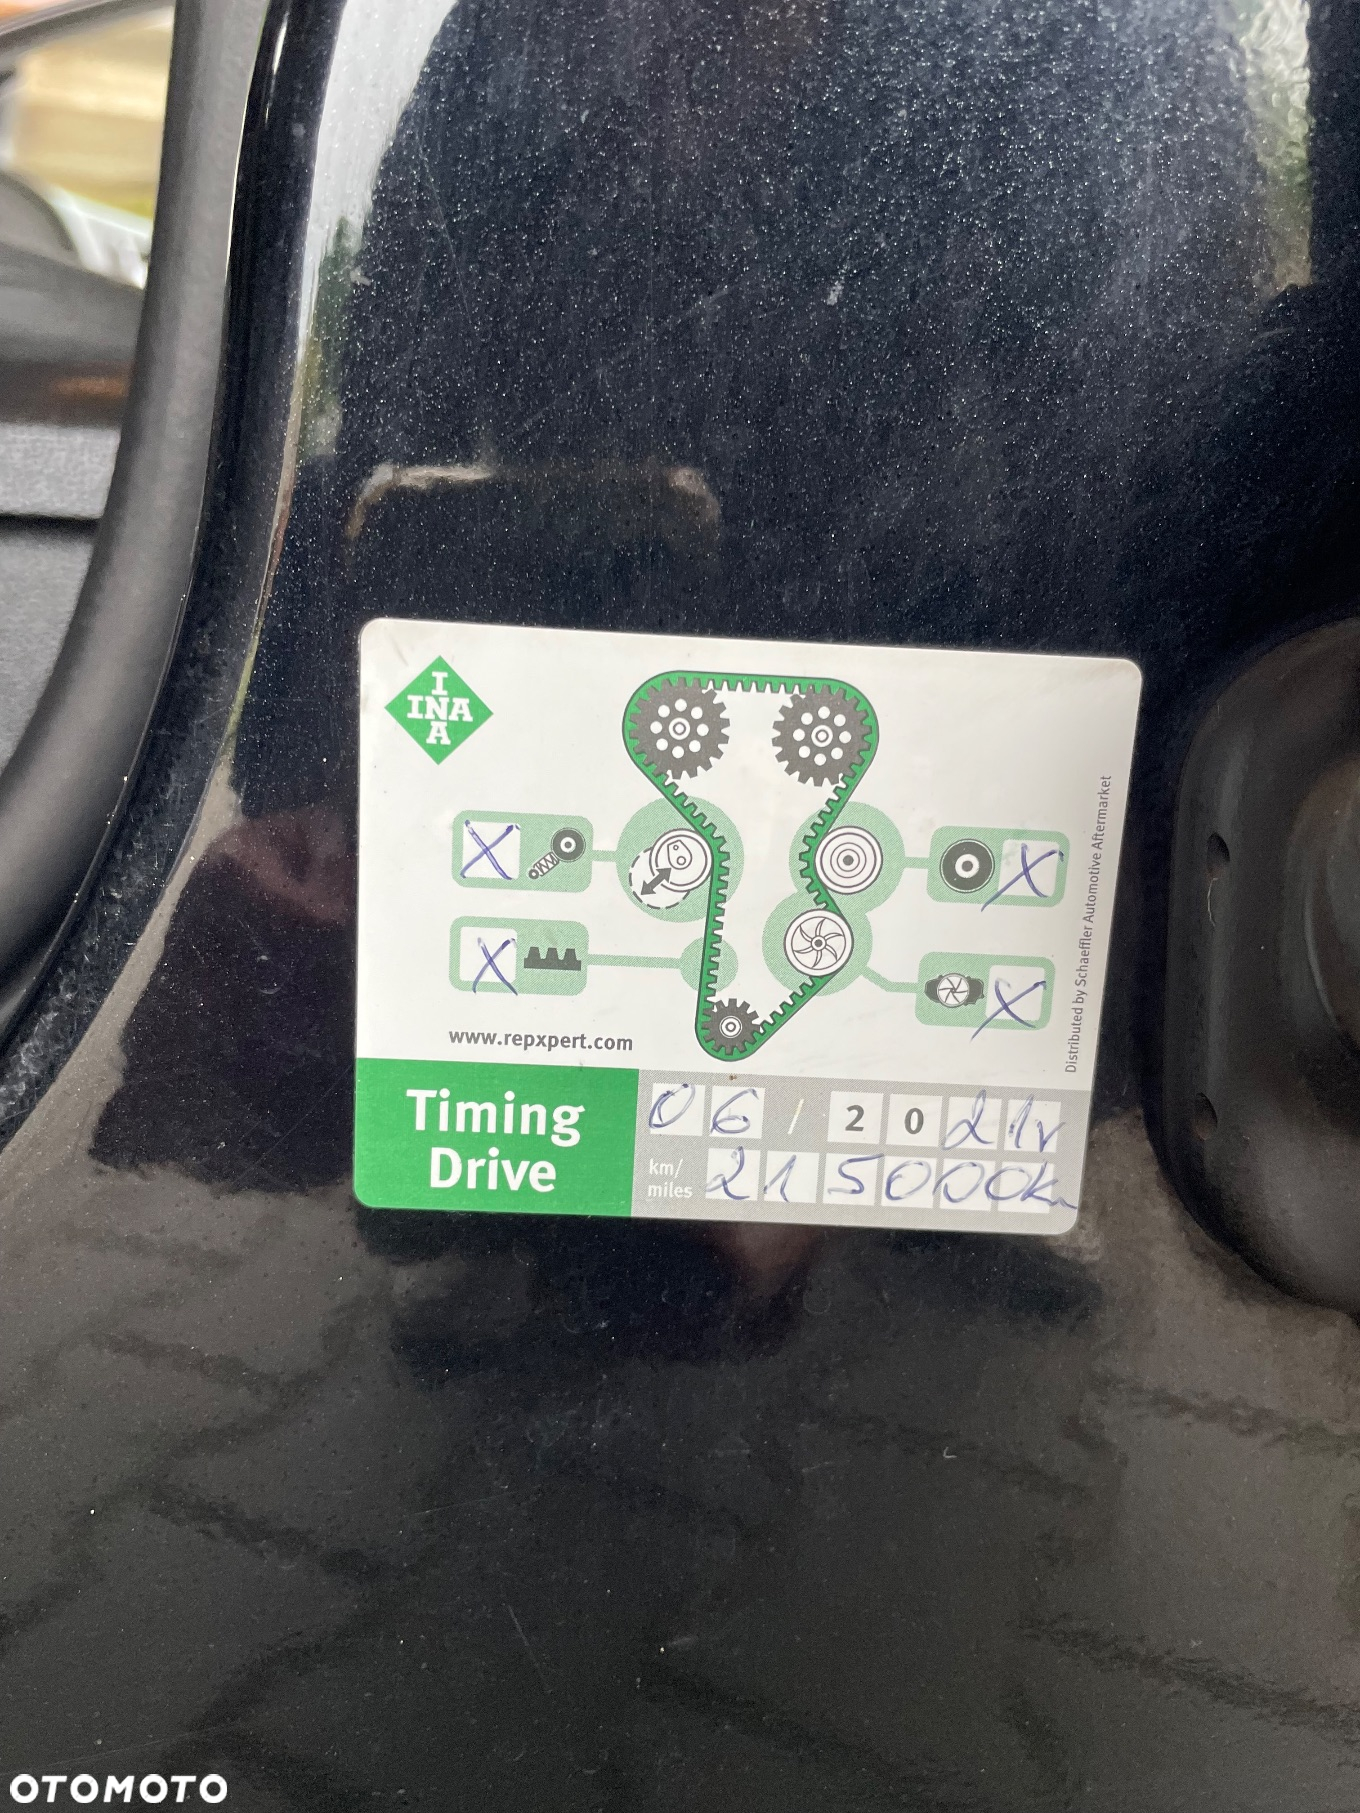 I
INA
A
X
X
X
X
www.repxpert.com
Distributed by Schaeffler Automotive Aftermarket
Timing
Drive
06 / 2021r
km/
miles
215000km
OTOMOTO